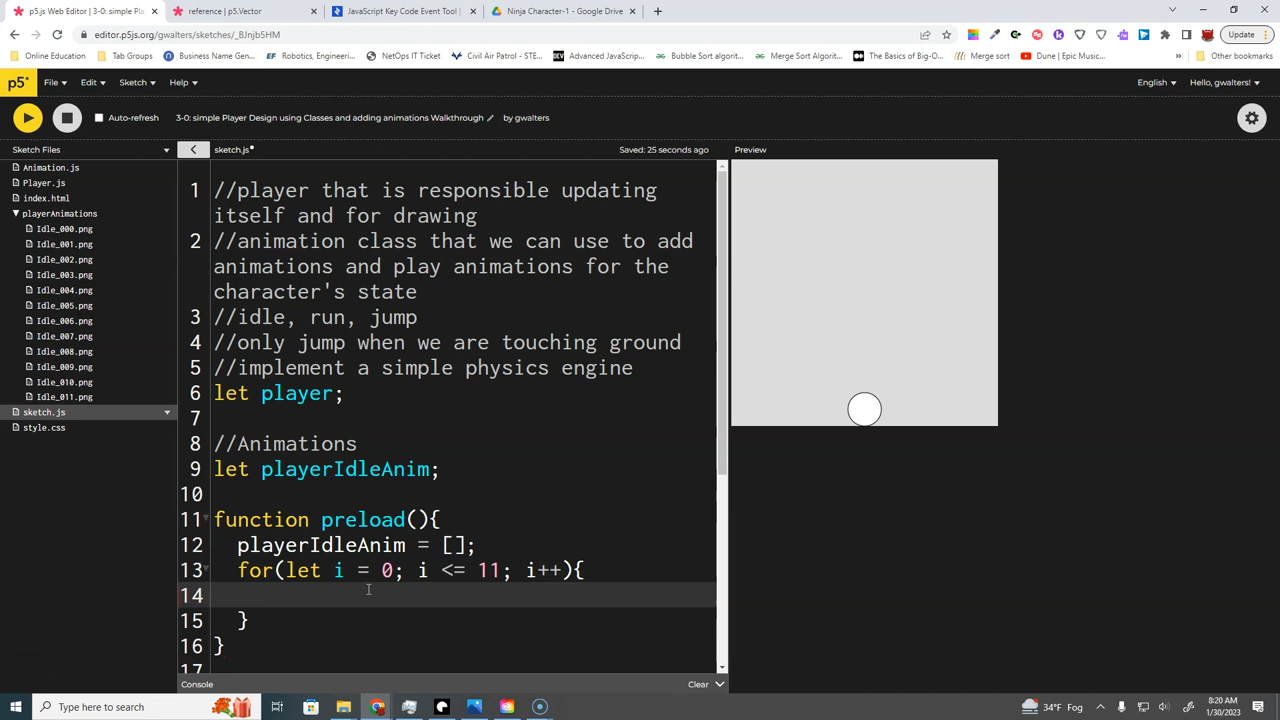 p5.js Web Editor | 3-0: simple Pla
reference | p5.Vector
JavaScript Key Code Event Tool |
Ninja Character-1 - Google Drive
editor.p5js.org/gwalters/sketches/_BJnjb5HM
Update
Online Education
Tab Groups
Business Name Gen...
Robotics, Engineeri...
NetOps IT Ticket
Civil Air Patrol - STE...
Advanced JavaScrip...
Bubble Sort algorit...
Merge Sort Algorith...
The Basics of Big-O...
Merge sort
Dune | Epic Music...
Other bookmarks
p5*
File
Edit
Sketch
Help
English
Hello, gwalters!
Auto-refresh
3-0: simple Player Design using Classes and adding animations Walkthrough
by gwalters
Sketch Files
sketch.js
Saved: 25 seconds ago
Preview
Animation.js
Player.js
index.html
playerAnimations
Idle_000.png
Idle_001.png
Idle_002.png
Idle_003.png
Idle_004.png
Idle_005.png
Idle_006.png
Idle_007.png
Idle_008.png
Idle_009.png
Idle_010.png
Idle_011.png
sketch.js
style.css
1 //player that is responsible updating
itself and for drawing
2 //animation class that we can use to add
animations and play animations for the
character's state
3 //idle, run, jump
4 //only jump when we are touching ground
5 //implement a simple physics engine
6 let player;
7
8 //Animations
9 let playerIdleAnim;
10
11 function preload(){
12 playerIdleAnim = [];
13 for(let i = 0; i <= 11; i++){
14
15 }
16 }
17
Console
Clear
Type here to search
34°F Fog
8:20 AM
1/30/2023